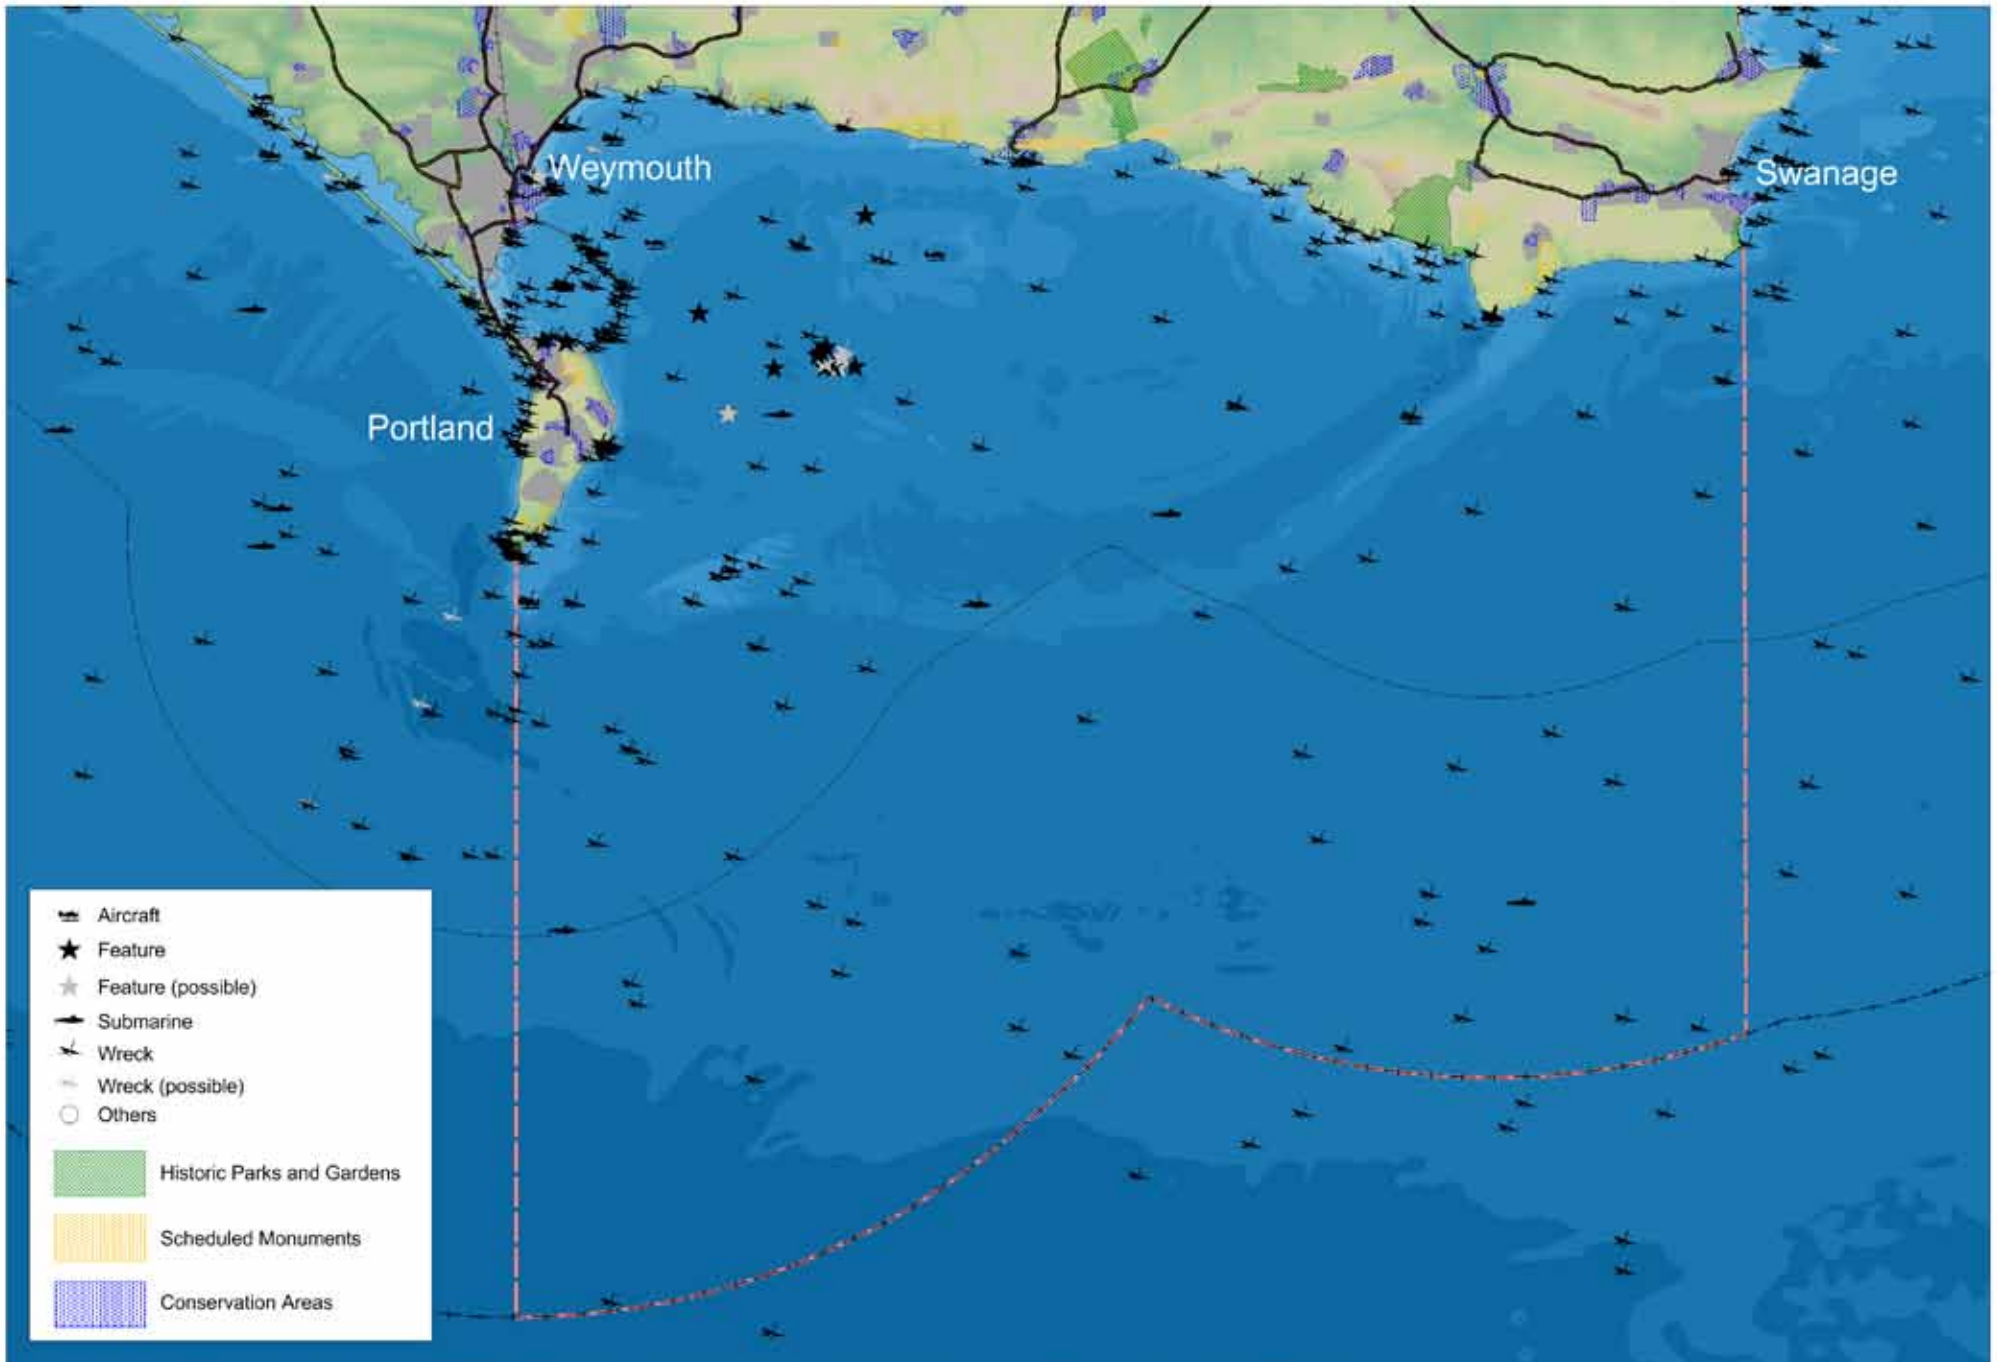 Weymouth
Swanage
Portland
Aircraft
Feature
Feature (possible)
Submarine
Wreck
Wreck (possible)
Others
Historic Parks and Gardens
Scheduled Monuments
Conservation Areas